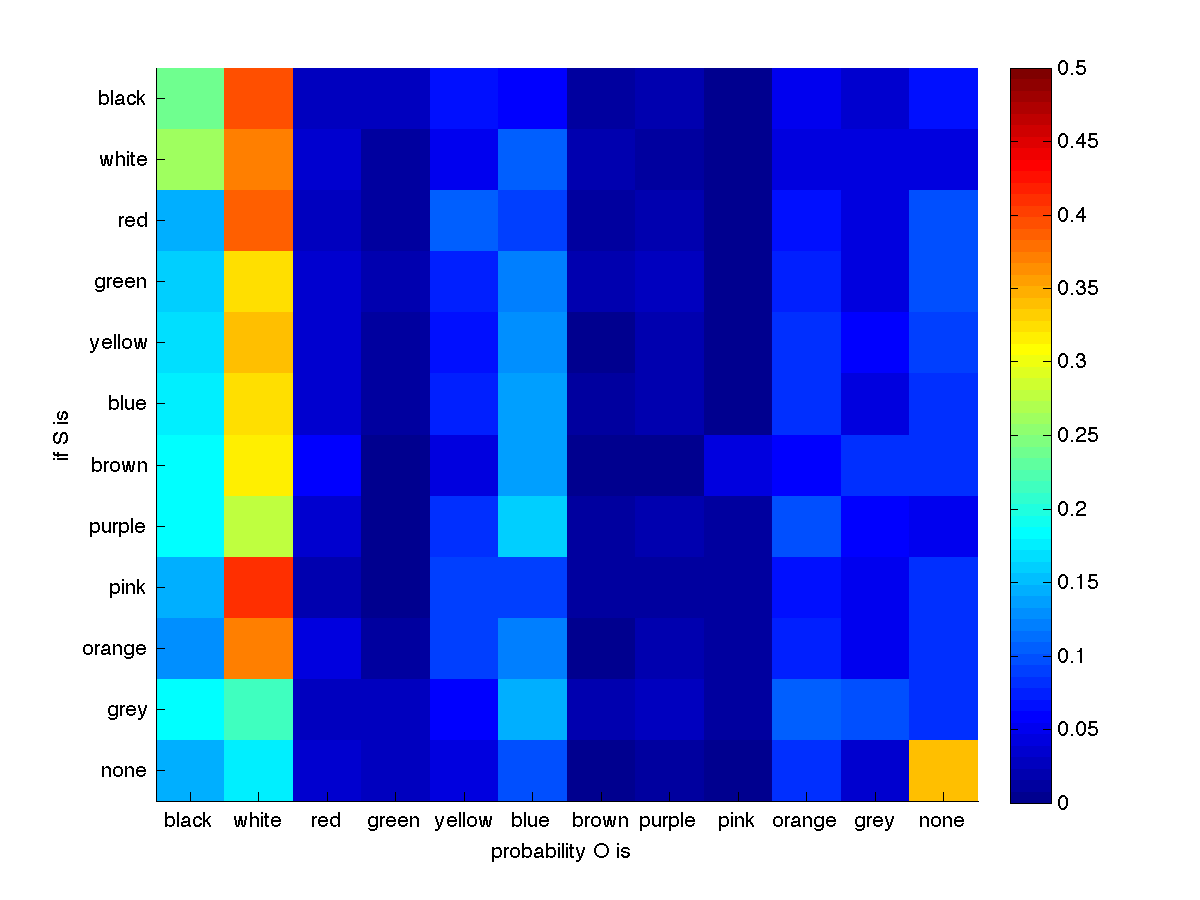 black
white
red
green
yellow
blue
brown
purple
pink
orange
grey
none
if S is
black white red green yellow blue brown purple pink orange grey none
probability O is
0.5
0.45
0.4
0.35
0.3
0.25
0.2
0.15
0.1
0.05
0